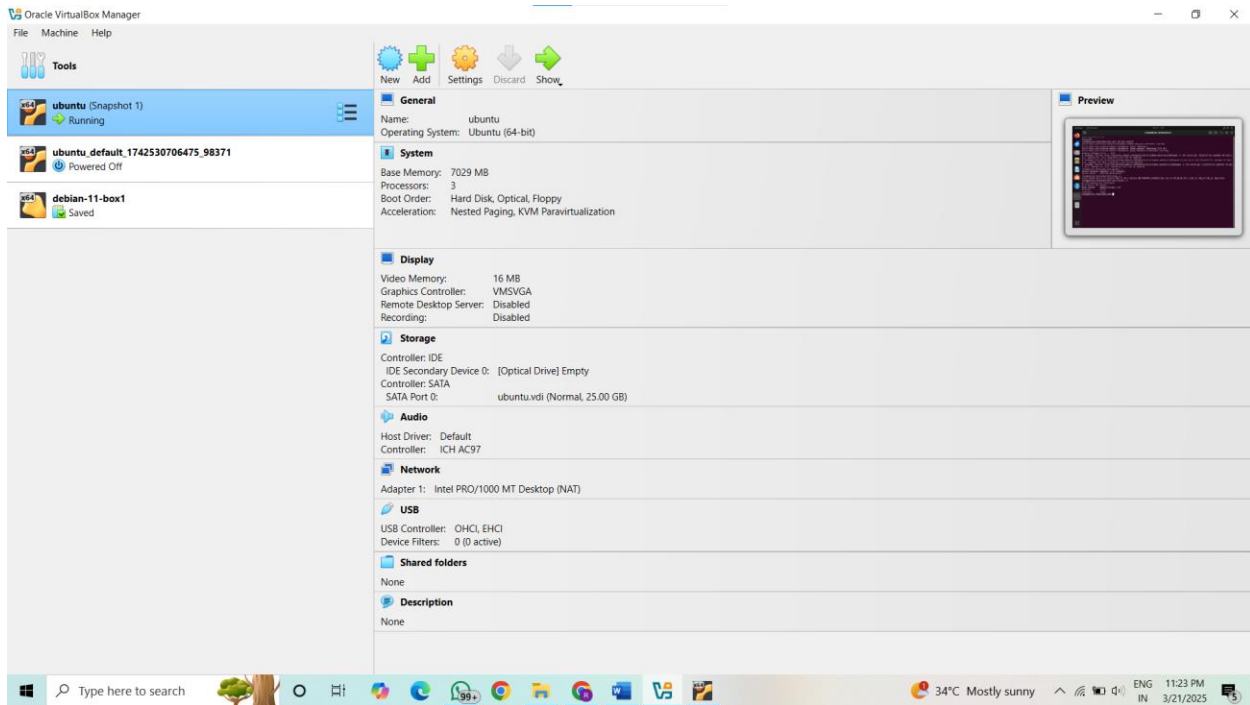 Oracle VirtualBox Manager
File Machine Help
Tools
New Add Settings Discard Show
x64 ubuntu (Snapshot 1)
Running
x64 ubuntu_default_1742530706475_98371
Powered Off
x64 debian-11-box1
Saved
General
Name: ubuntu
Operating System: Ubuntu (64-bit)
Preview
System
Base Memory: 7029 MB
Processors: 3
Boot Order: Hard Disk, Optical, Floppy
Acceleration: Nested Paging, KVM Paravirtualization
Display
Video Memory: 16 MB
Graphics Controller: VMSVGA
Remote Desktop Server: Disabled
Recording: Disabled
Storage
Controller: IDE
IDE Secondary Device 0: [Optical Drive] Empty
Controller: SATA
SATA Port 0: ubuntu.vdi (Normal, 25.00 GB)
Audio
Host Driver: Default
Controller: ICH AC97
Network
Adapter 1: Intel PRO/1000 MT Desktop (NAT)
USB
USB Controller: OHCI, EHCI
Device Filters: 0 (0 active)
Shared folders
None
Description
None
Type here to search
99+
34°C Mostly sunny
ENG
IN
11:23 PM
3/21/2025
5